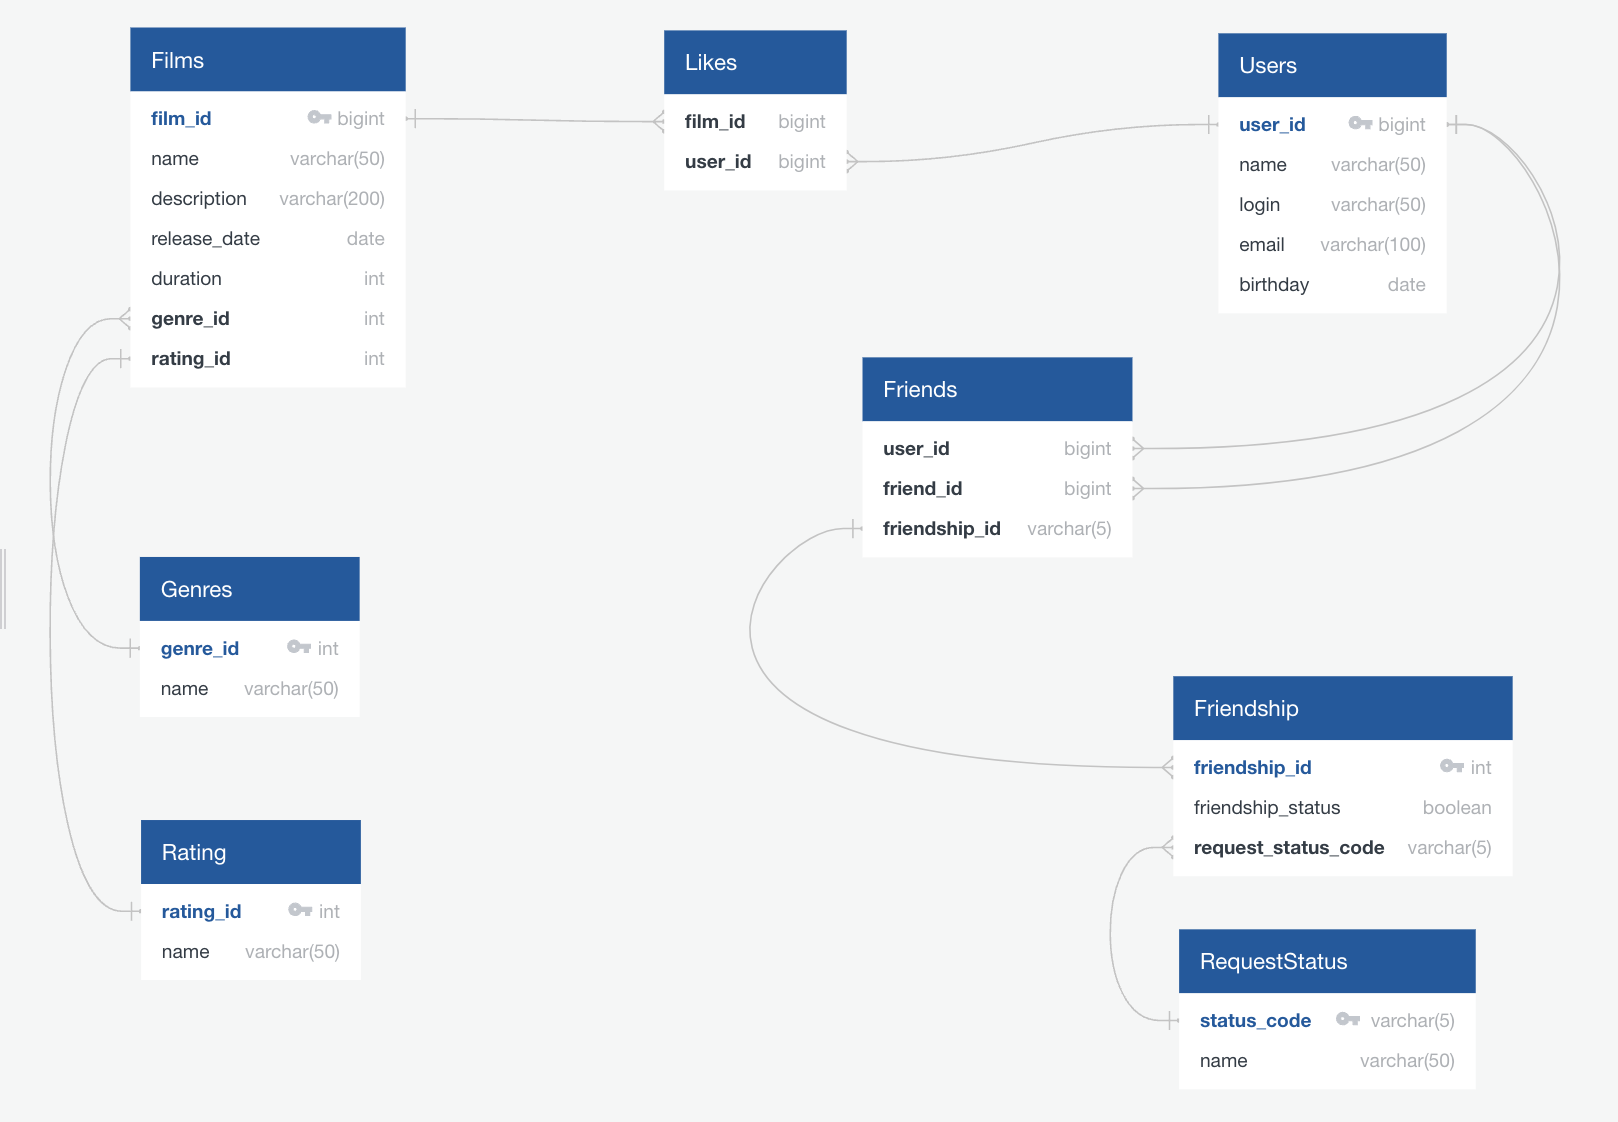 Films
film_id bigint
name varchar(50)
description varchar(200)
release_date date
duration int
genre_id int
rating_id int
Likes
film_id bigint
user_id bigint
Users
user_id bigint
name varchar(50)
login varchar(50)
email varchar(100)
birthday date
Friends
user_id bigint
friend_id bigint
friendship_id varchar(5)
Genres
genre_id int
name varchar(50)
Friendship
friendship_id int
friendship_status boolean
request_status_code varchar(5)
Rating
rating_id int
name varchar(50)
RequestStatus
status_code varchar(5)
name varchar(50)